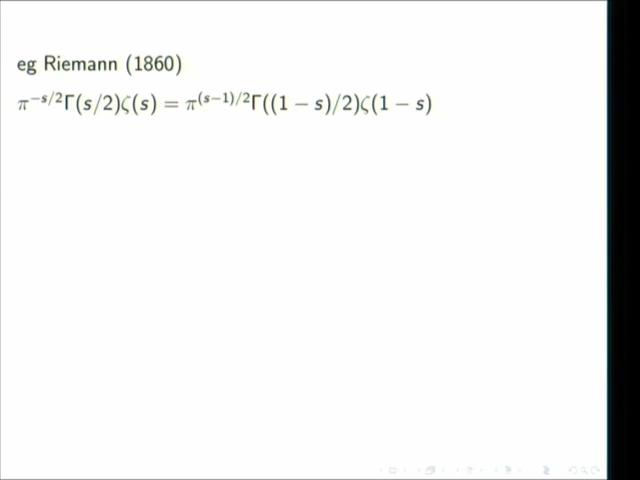 eg Riemann (1860)
π^{-s/2}Γ(s/2)ζ(s) = π^{(s−1)/2}Γ((1 − s)/2)ζ(1 − s)